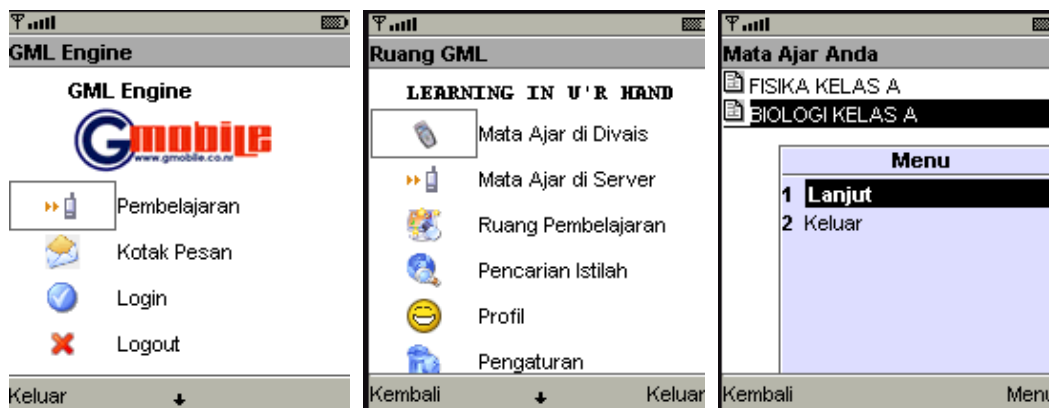 GML Engine
GML Engine
Gmobile
www.gmobile.co.nr
Pembelajaran
Kotak Pesan
Login
Logout
Keluar
Ruang GML
LEARNING IN U'R HAND
Mata Ajar di Divais
Mata Ajar di Server
Ruang Pembelajaran
Pencarian Istilah
Profil
Pengaturan
Kembali Keluar
Mata Ajar Anda
FISIKA KELAS A
BIOLOGI KELAS A
Menu
1 Lanjut
2 Keluar
Kembali Menu